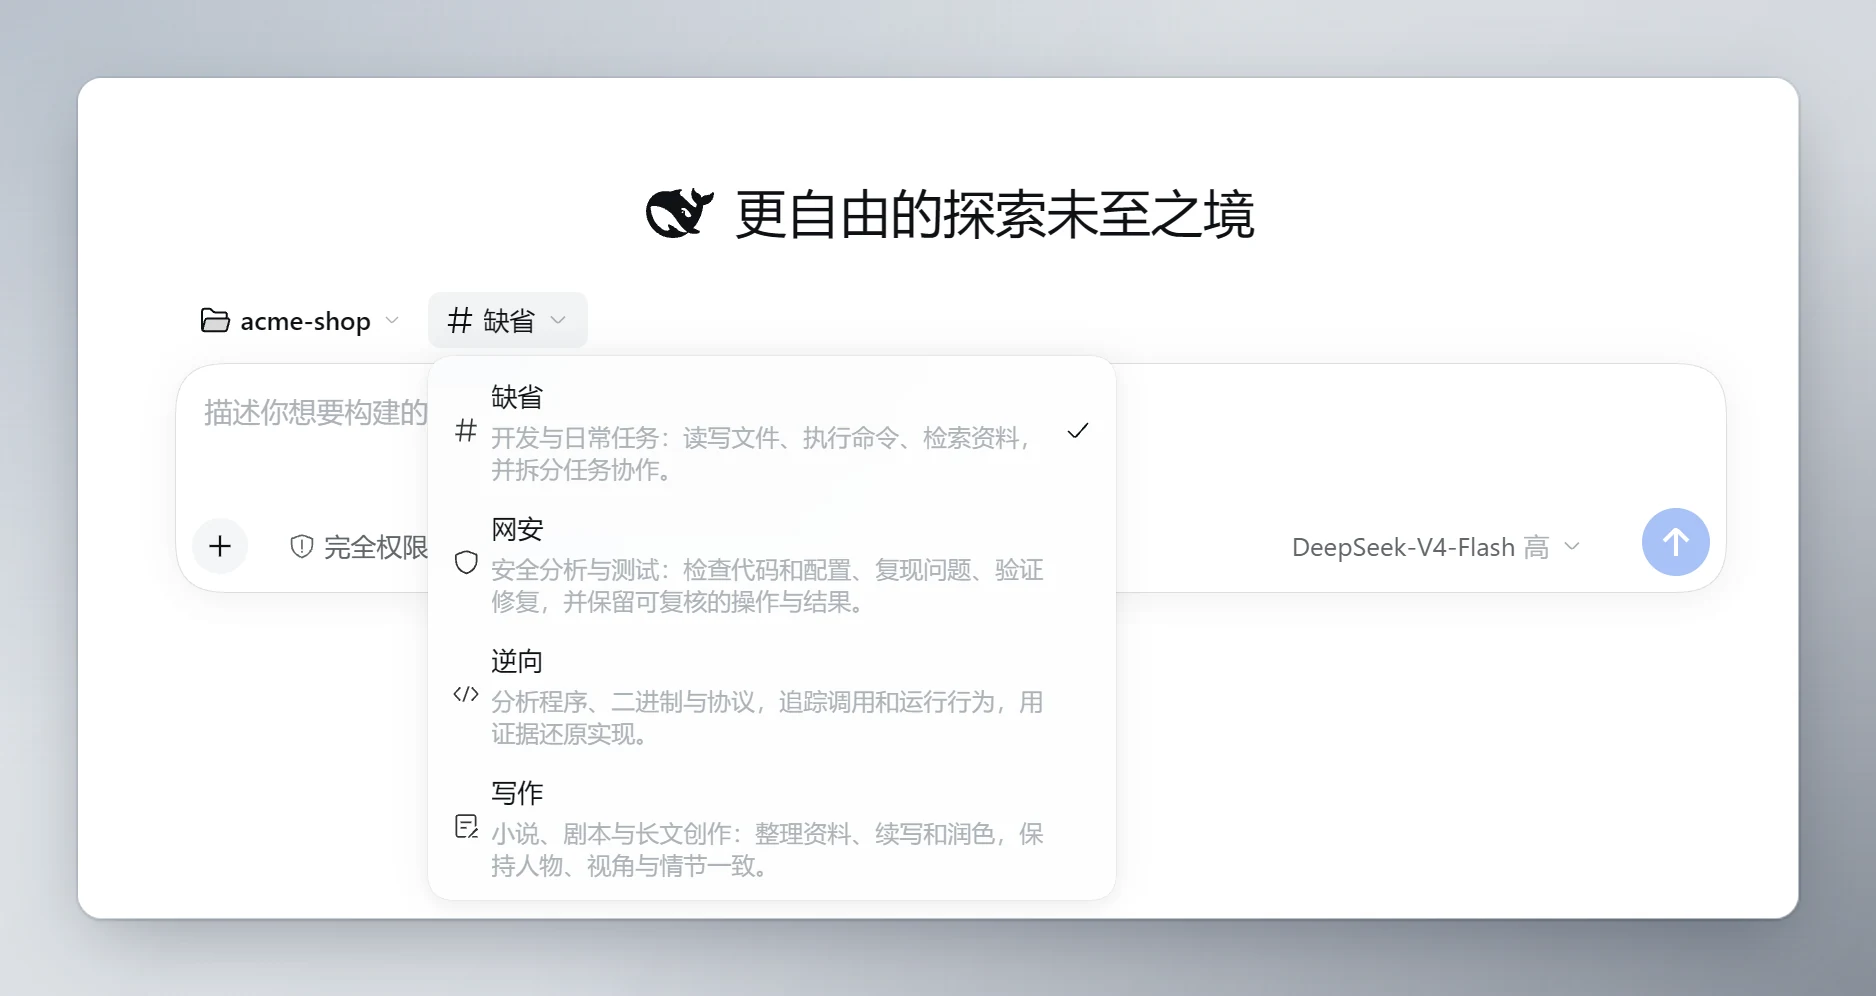 更自由的探索未至之境
acme-shop
# 缺省
描述你想要构建的
完全权限
DeepSeek-V4-Flash 高
缺省
开发与日常任务：读写文件、执行命令、检索资料，
并拆分任务协作。
网安
安全分析与测试：检查代码和配置、复现问题、验证
修复，并保留可复核的操作与结果。
逆向
分析程序、二进制与协议，追踪调用和运行行为，用
证据还原实现。
写作
小说、剧本与长文创作：整理资料、续写和润色，保
持人物、视角与情节一致。